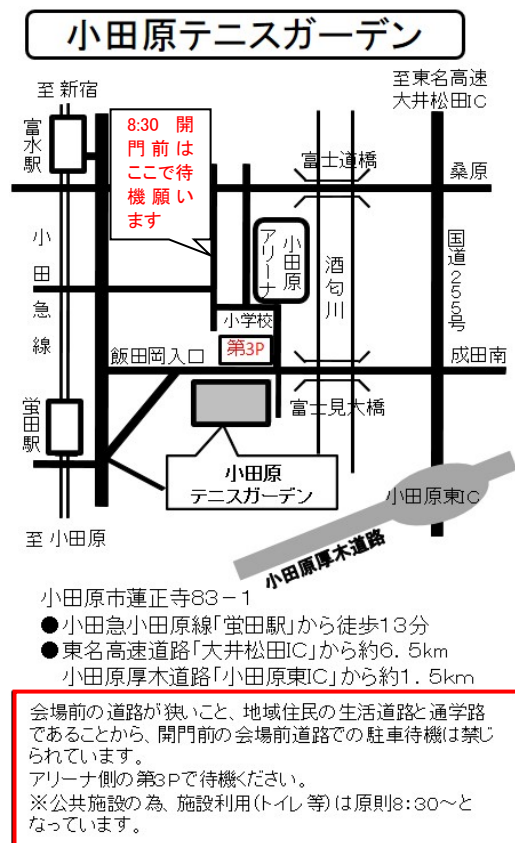 小田原テニスガーデン
至 新宿
至東名高速
大井松田IC
富水駅
8:30 開
門前は
ここで待
機願い
ます
富士道橋
桑原
小田急線
小田原
アリーナ
酒匂川
国道255号
小学校
飯田岡入口
第3P
成田南
蛍田駅
富士見大橋
小田原
テニスガーデン
小田原東IC
至 小田原
小田原厚木道路
小田原市蓮正寺83-1
●小田急小田原線「蛍田駅」から徒歩13分
●東名高速道路「大井松田IC」から約6.5km
小田原厚木道路「小田原東IC」から約1.5km
会場前の道路が狭いこと、地域住民の生活道路と通学路
であることから、開門前の会場前道路での駐車待機は禁じ
られています。
アリーナ側の第3Pで待機ください。
※公共施設の為、施設利用(トイレ等)は原則8:30~と
なっています。